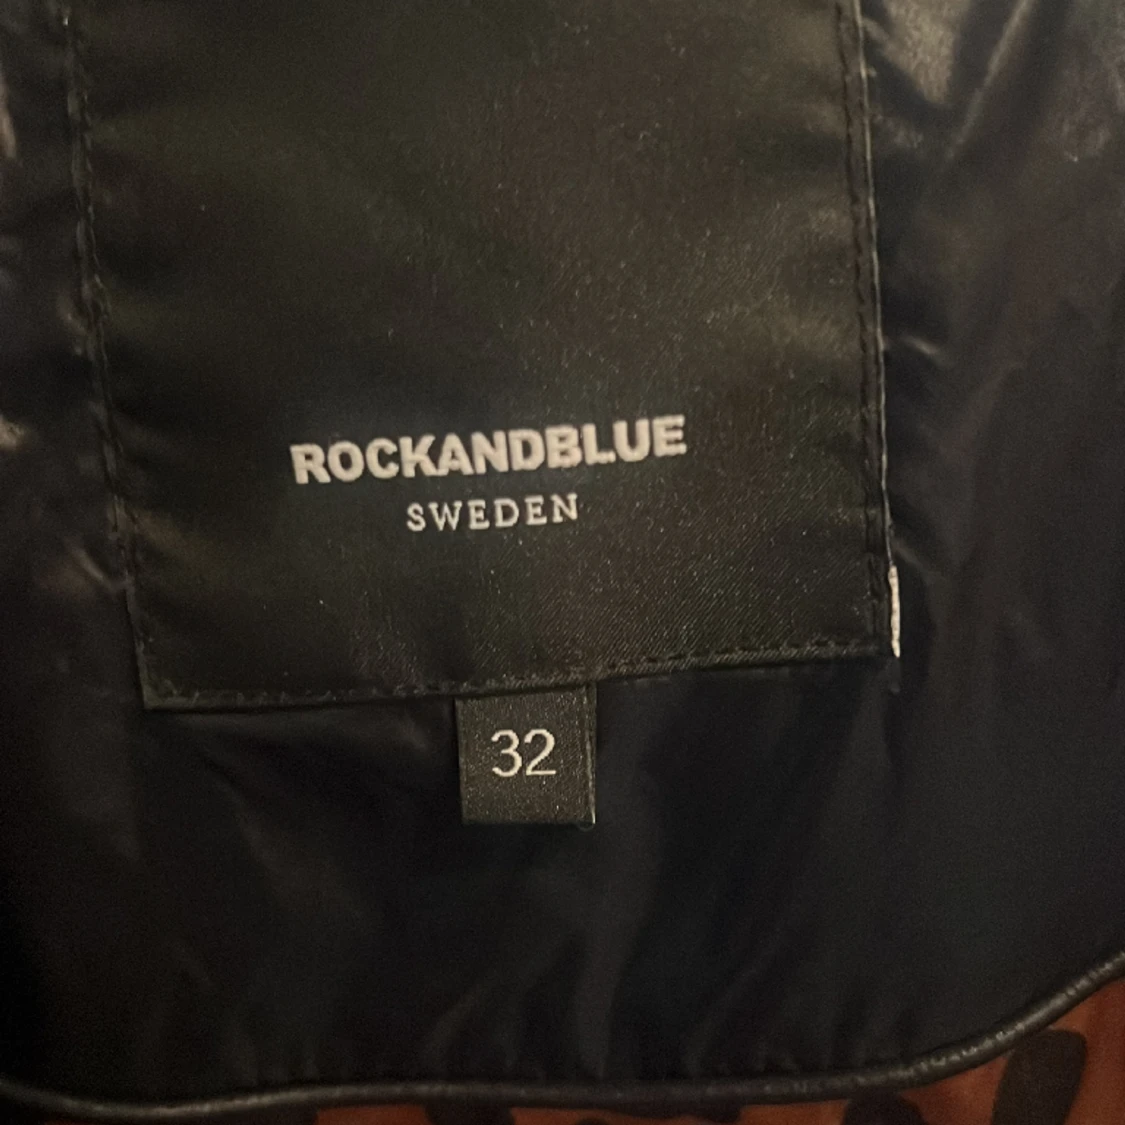 ROCKANDBLUE
SWEDEN
32